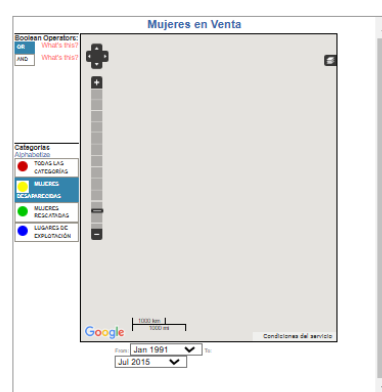 Mujeres en Venta
Boolean Operators:
OR What's this?
AND What's this?
Categorias
Alphabetize
TODAS LAS
CATEGORÍAS
MUJERES
DESAPARECIDAS
MUJERES
RESCATADAS
LUGARES DE
EXPLOTACIÓN
1000 km
1000 mi
Google
Condiciones del servicio
From: Jan 1991 To:
Jul 2015